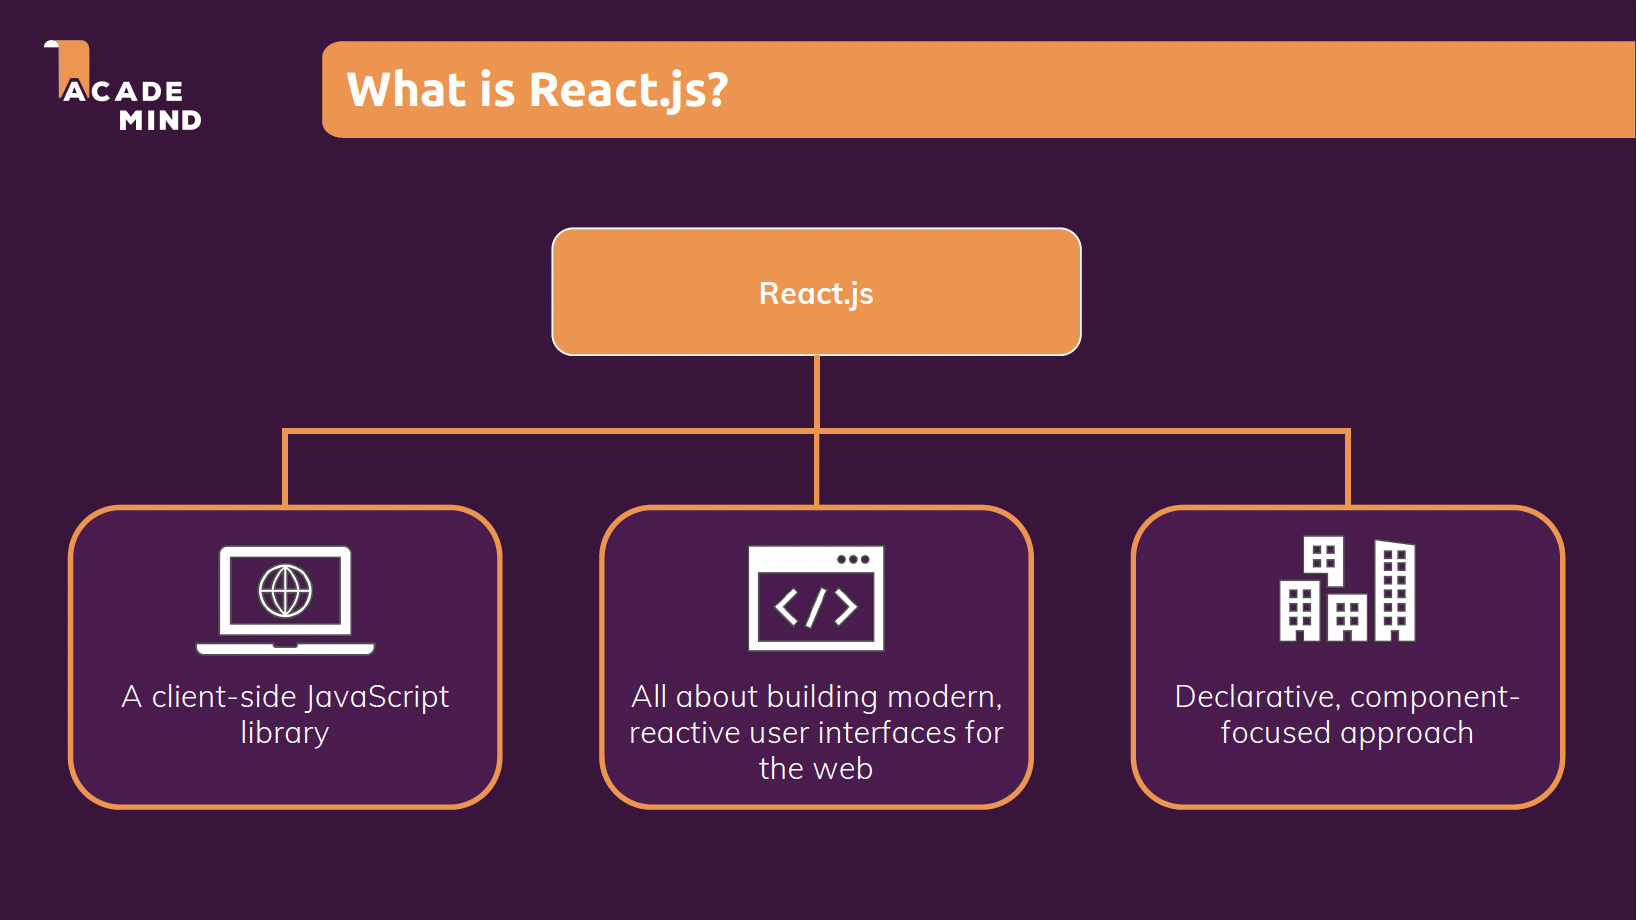 ACADE
MIND
What is React.js?
React.js
A client-side JavaScript
library
All about building modern,
reactive user interfaces for
the web
Declarative, component-
focused approach